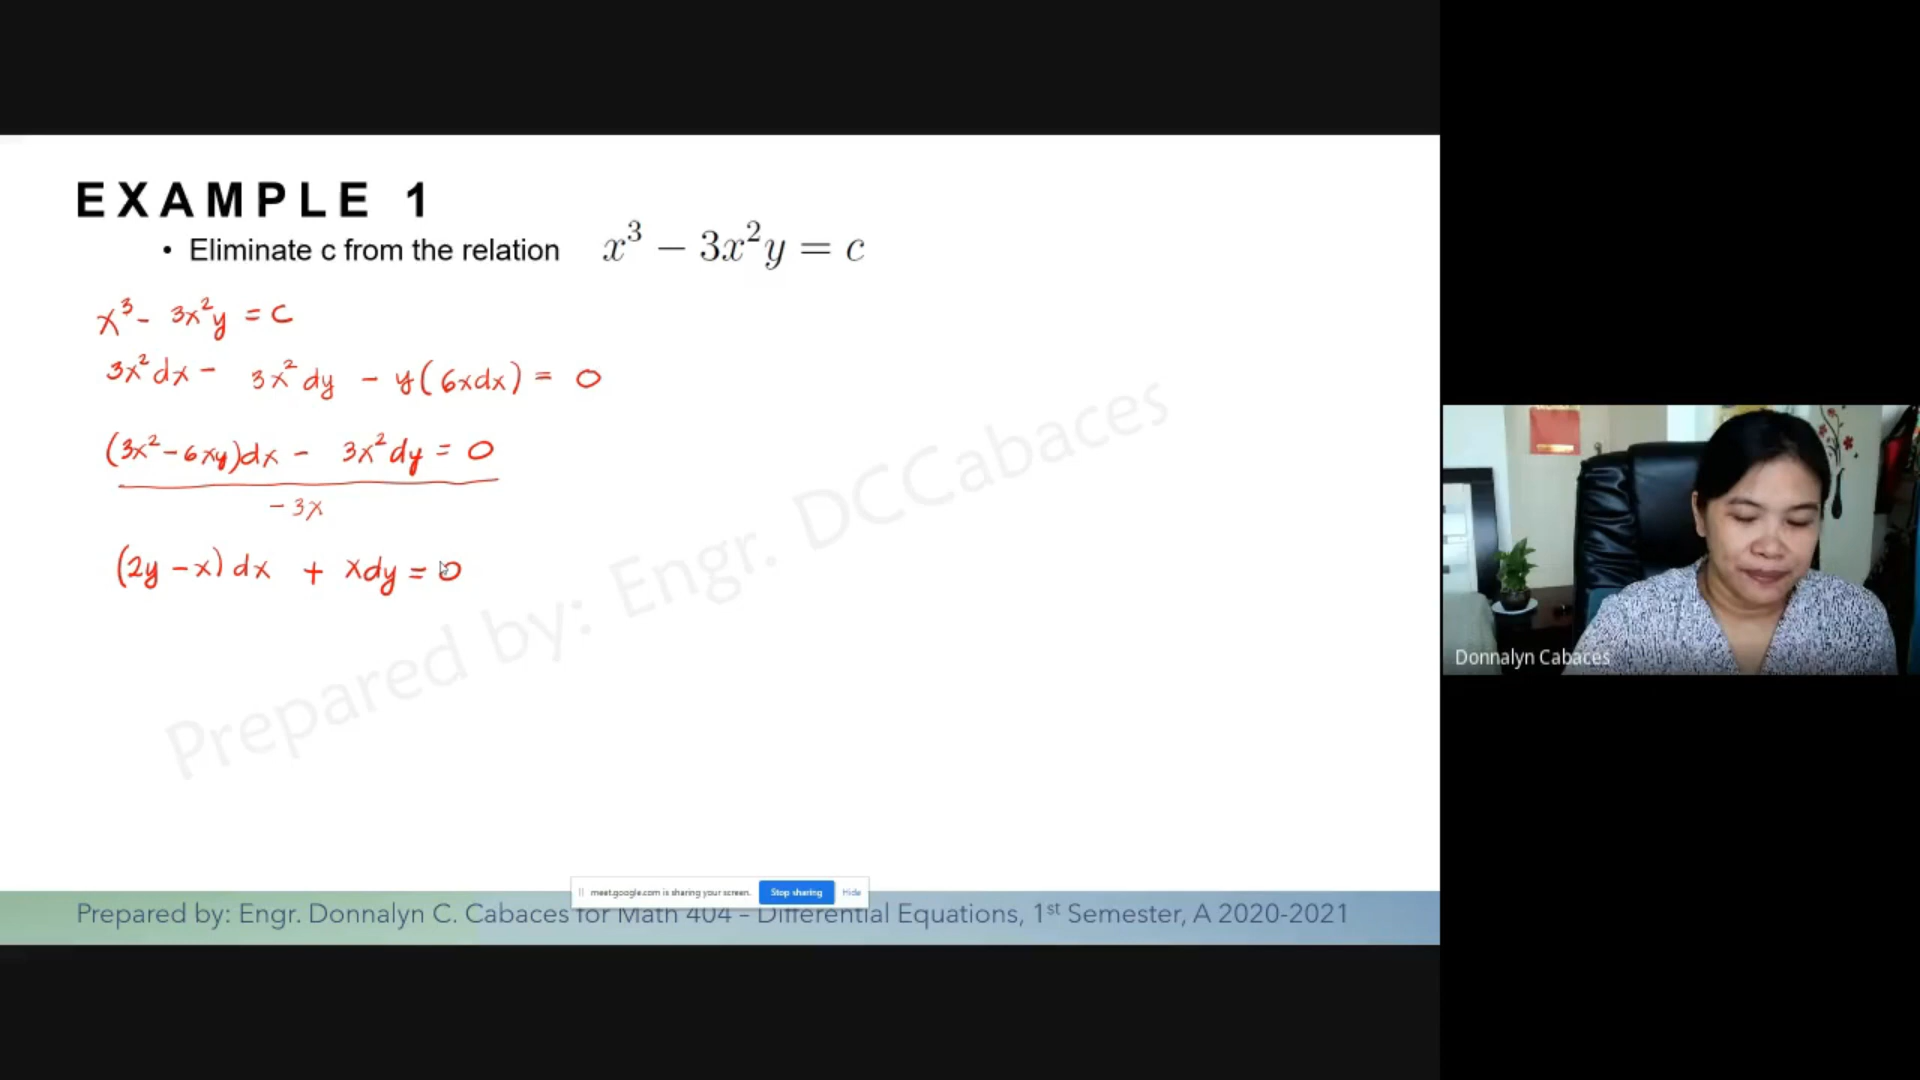 EXAMPLE 1
• Eliminate c from the relation x³ − 3x²y = c
x³ - 3x²y = c
3x²dx - 3x²dy - y(6xdx) = 0
(3x² - 6xy)dx - 3x²dy = 0
-3x
(2y - x)dx + xdy = 0
Prepared by: Engr. DCCabaces
Donnalyn Cabaces
meet.google.com is sharing your screen. Stop sharing Hide
Prepared by: Engr. Donnalyn C. Cabaces for Math 404 – Differential Equations, 1st Semester, A 2020-2021